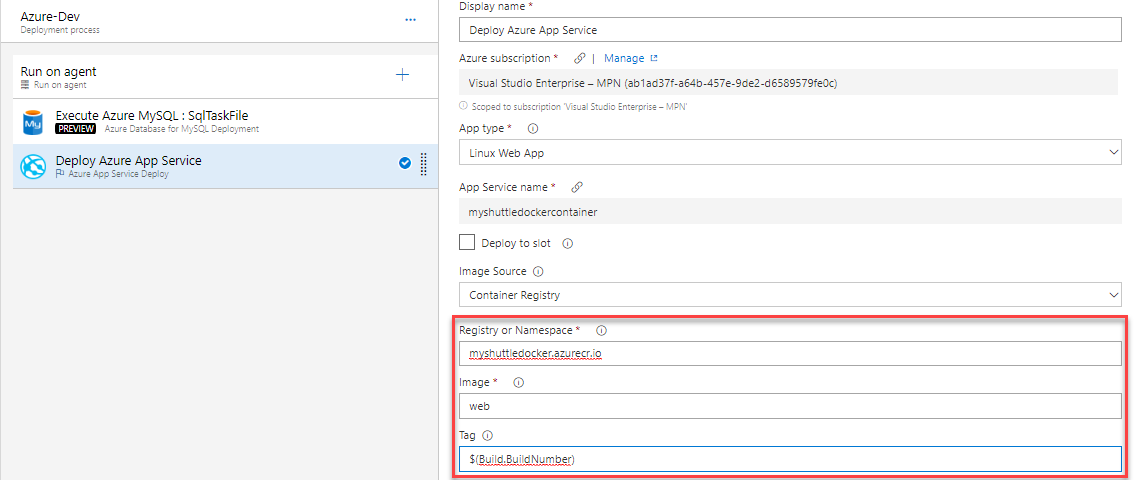 Azure-Dev
Deployment process
Run on agent
Run on agent
Execute Azure MySQL : SqlTaskFile
PREVIEW Azure Database for MySQL Deployment
Deploy Azure App Service
Azure App Service Deploy
Display name *
Deploy Azure App Service
Azure subscription * | Manage
Visual Studio Enterprise – MPN (ab1ad37f-a64b-457e-9de2-d6589579fe0c)
Scoped to subscription 'Visual Studio Enterprise – MPN'
App type *
Linux Web App
App Service name *
myshuttledockercontainer
Deploy to slot
Image Source
Container Registry
Registry or Namespace *
myshuttledocker.azurecr.io
Image *
web
Tag
$(Build.BuildNumber)